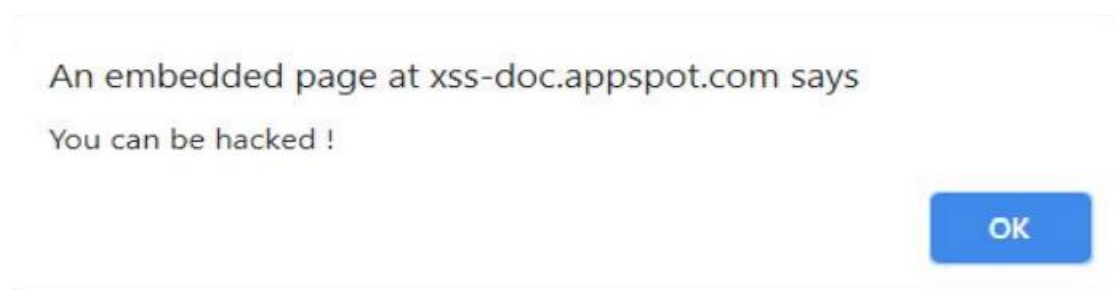 An embedded page at xss-doc.appspot.com says
You can be hacked !
OK